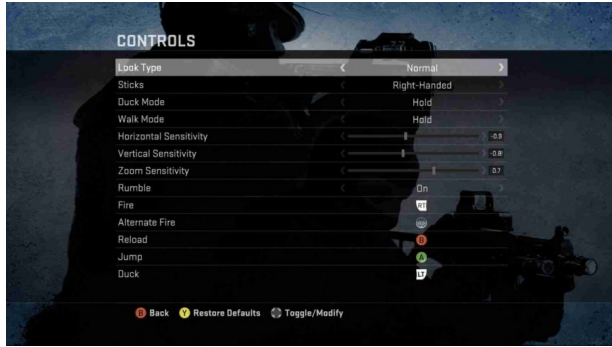 CONTROLS
Look Type Normal
Sticks Right-Handed
Duck Mode Hold
Walk Mode Hold
Horizontal Sensitivity
Vertical Sensitivity
Zoom Sensitivity 0.7
Rumble On
Fire RT
Alternate Fire
Reload B
Jump A
Duck LT
B Back Y Restore Defaults Toggle/Modify